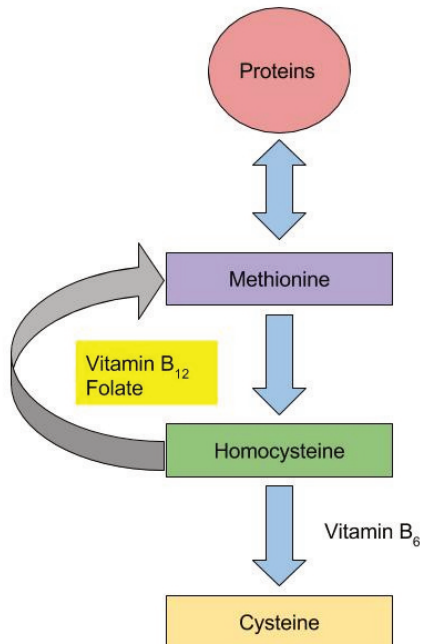 Proteins
Methionine
Vitamin B₁₂
Folate
Homocysteine
Vitamin B₆
Cysteine